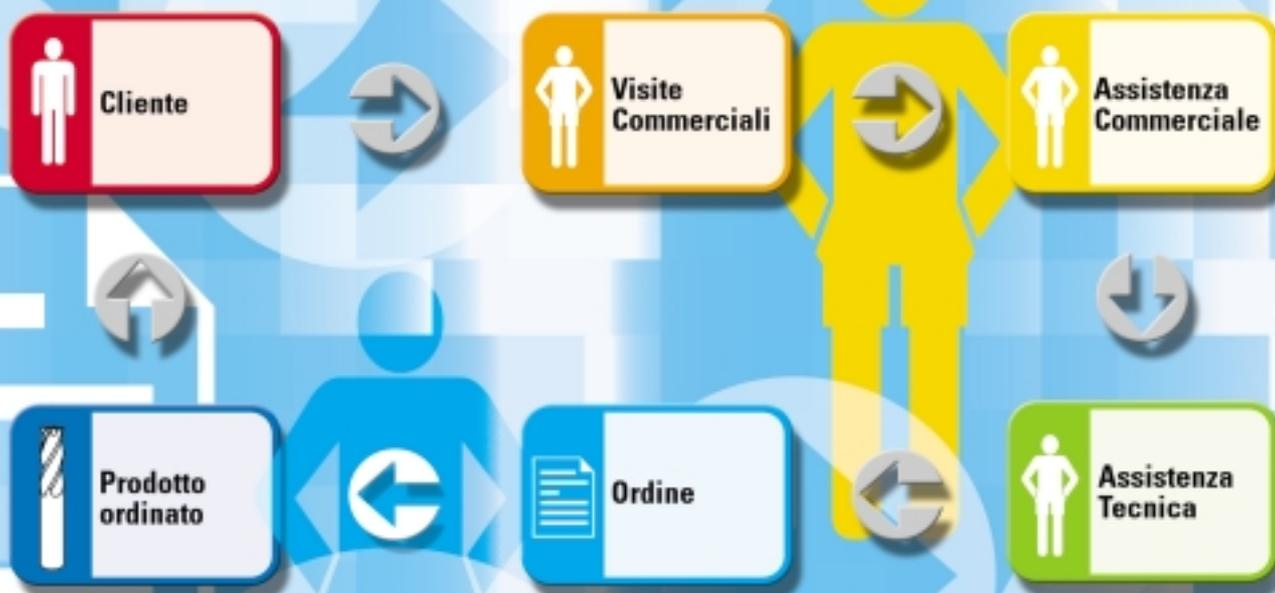 Cliente
Visite
Commerciali
Assistenza
Commerciale
Prodotto
ordinato
Ordine
Assistenza
Tecnica